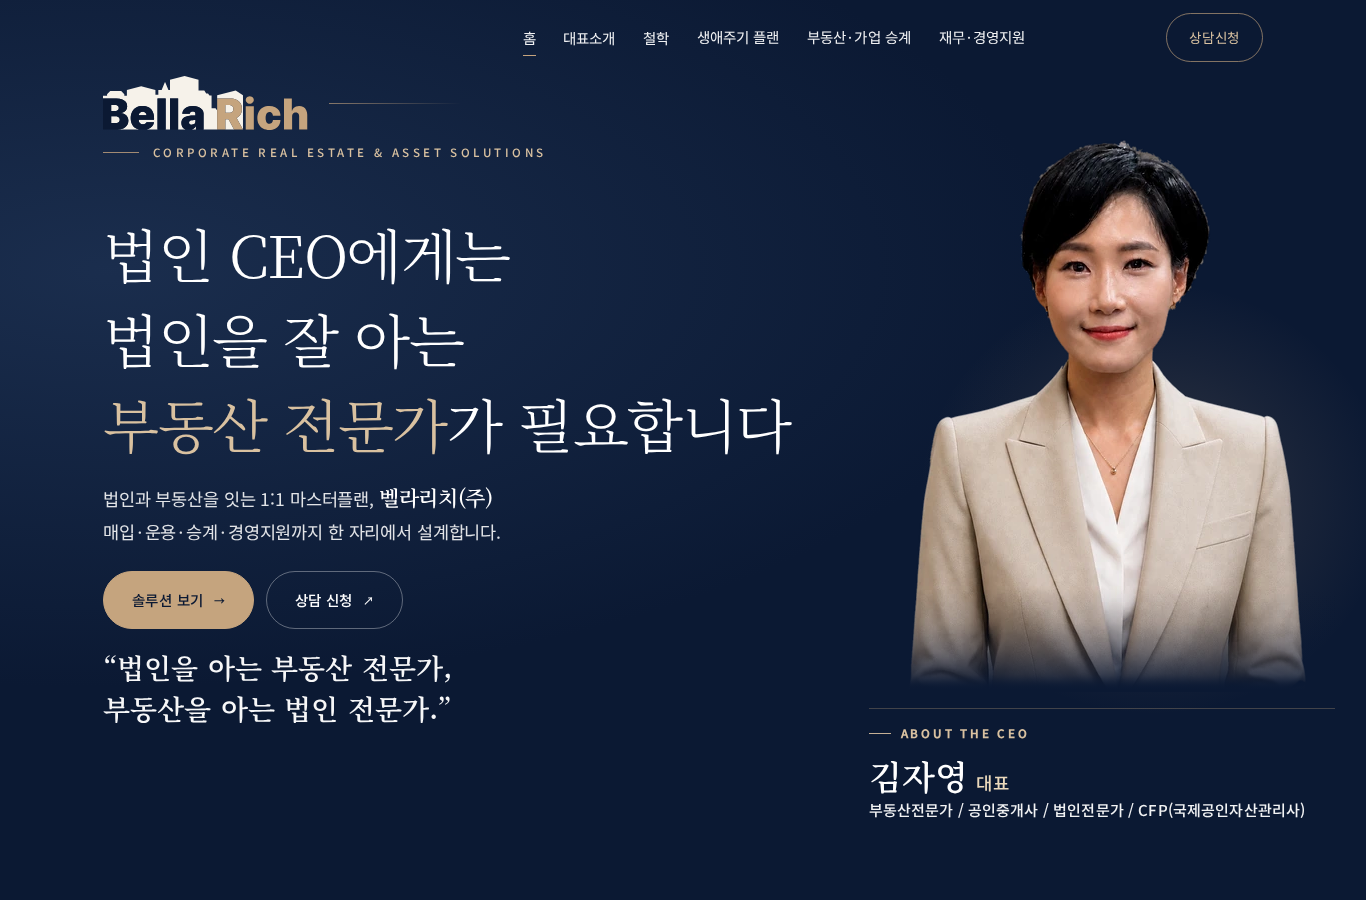 홈
대표소개
철학
생애주기 플랜
부동산·가업 승계
재무·경영지원
상담신청
Bella Rich
CORPORATE REAL ESTATE & ASSET SOLUTIONS
법인 CEO에게는
법인을 잘 아는
부동산 전문가가 필요합니다
법인과 부동산을 잇는 1:1 마스터플랜, 벨라리치(주)
매입·운용·승계·경영지원까지 한 자리에서 설계합니다.
솔루션 보기 →
상담 신청 ↗
“법인을 아는 부동산 전문가,
부동산을 아는 법인 전문가.”
ABOUT THE CEO
김자영 대표
부동산전문가 / 공인중개사 / 법인전문가 / CFP(국제공인자산관리사)